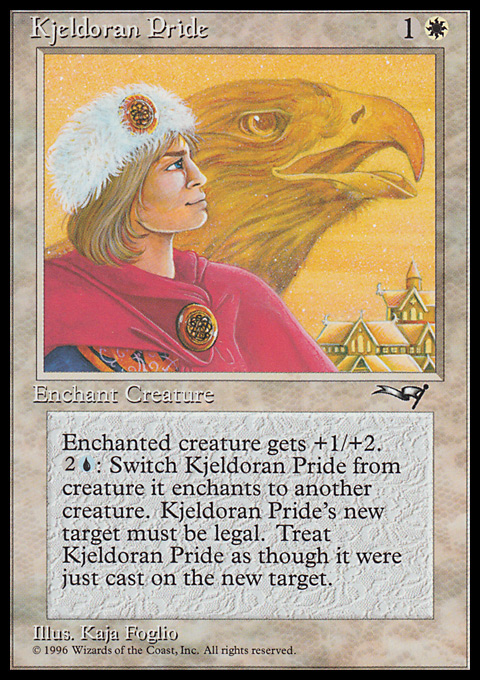 Kjeldoran Pride 1
Enchant Creature
Enchanted creature gets +1/+2.
2 : Switch Kjeldoran Pride from
creature it enchants to another
creature. Kjeldoran Pride's new
target must be legal. Treat
Kjeldoran Pride as though it were
just cast on the new target.
Illus. Kaja Foglio
© 1996 Wizards of the Coast, Inc. All rights reserved.